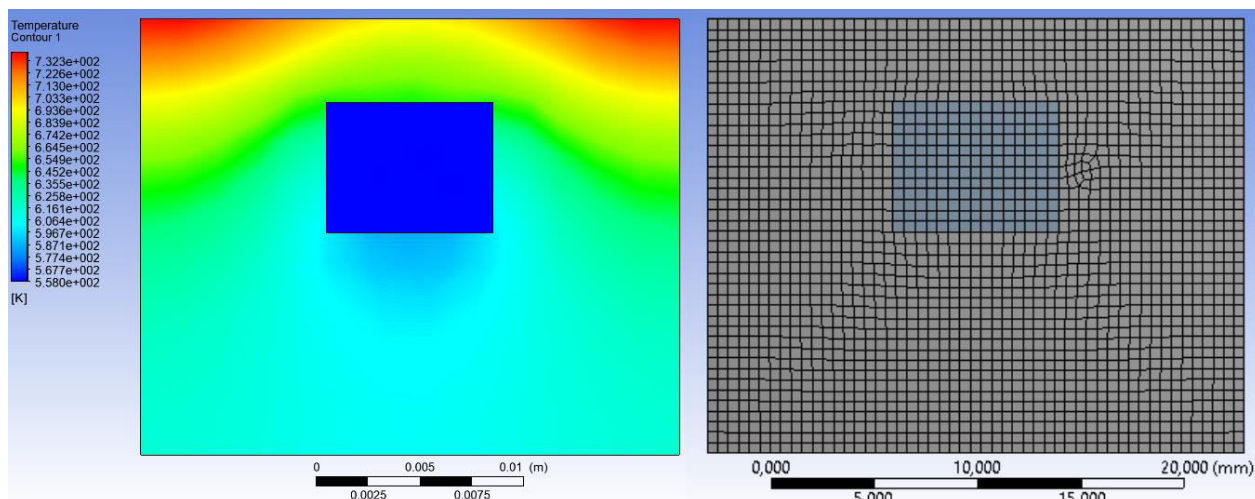 Temperature
Contour 1
7.323e+002
7.226e+002
7.130e+002
7.033e+002
6.936e+002
6.839e+002
6.742e+002
6.645e+002
6.549e+002
6.452e+002
6.355e+002
6.258e+002
6.161e+002
6.064e+002
5.967e+002
5.871e+002
5.774e+002
5.677e+002
5.580e+002
[K]
0 0.005 0.01 (m)
0.0025 0.0075
0,000 10,000 20,000 (mm)
5,000 15,000